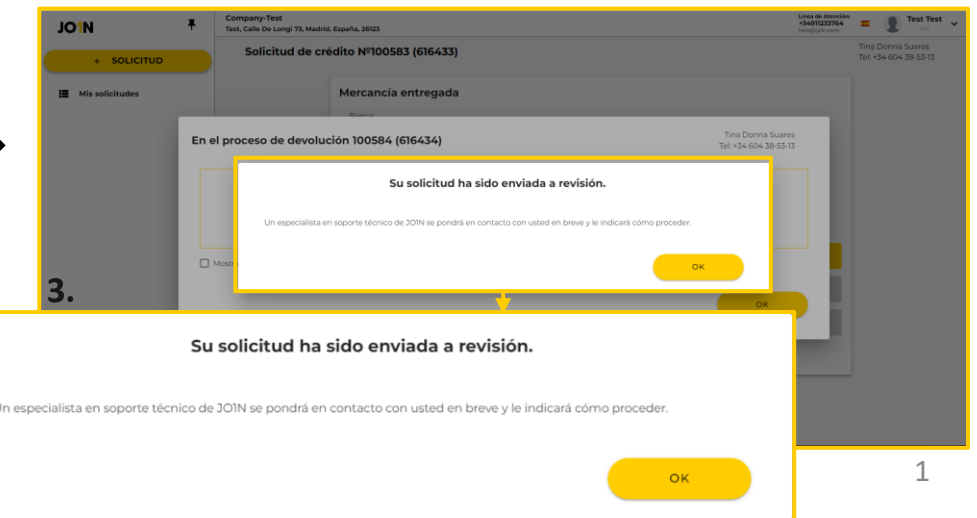 JO1N
Company-Test
Test, Calle De Longi 73, Madrid, España, 26123
Línea de Atención:
+34911233764
help@join.com
Test Test
+ SOLICITUD
Mis solicitudes
Solicitud de crédito Nº100583 (616433)
Tina Donna Suares
Tel: +34 604 38-53-13
Mercancía entregada
En el proceso de devolución 100584 (616434)
Tina Donna Suares
Tel: +34 604 38-53-13
Su solicitud ha sido enviada a revisión.
Un especialista en soporte técnico de JO1N se pondrá en contacto con usted en breve y le indicará cómo proceder.
OK
OK
3.
Su solicitud ha sido enviada a revisión.
Un especialista en soporte técnico de JO1N se pondrá en contacto con usted en breve y le indicará cómo proceder.
OK
1